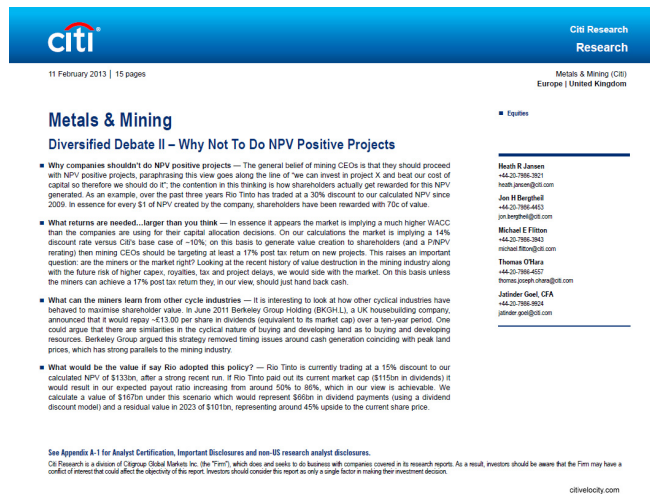 citi
Citi Research
Research
11 February 2013 | 15 pages
Metals & Mining (Citi)
Europe | United Kingdom
Metals & Mining
Diversified Debate II – Why Not To Do NPV Positive Projects
■ Equities
■ Why companies shouldn't do NPV positive projects — The general belief of mining CEOs is that they should proceed
with NPV positive projects, paraphrasing this view goes along the line of "we can invest in project X and beat our cost of
capital so therefore we should do it"; the contention in this thinking is how shareholders actually get rewarded for this NPV
generated. As an example, over the past three years Rio Tinto has traded at a 30% discount to our calculated NPV since
2009. In essence for every $1 of NPV created by the company, shareholders have been rewarded with 70c of value.
■ What returns are needed…larger than you think — In essence it appears the market is implying a much higher WACC
than the companies are using for their capital allocation decisions. On our calculations the market is implying a 14%
discount rate versus Citi's base case of ~10%; on this basis to generate value creation to shareholders (and a P/NPV
rerating) then mining CEOs should be targeting at least a 17% post tax return on new projects. This raises an important
question: are the miners or the market right? Looking at the recent history of value destruction in the mining industry along
with the future risk of higher capex, royalties, tax and project delays, we would side with the market. On this basis unless
the miners can achieve a 17% post tax return they, in our view, should just hand back cash.
■ What can the miners learn from other cycle industries — It is interesting to look at how other cyclical industries have
behaved to maximise shareholder value. In June 2011 Berkeley Group Holding (BKGH.L), a UK housebuilding company,
announced that it would repay ~£13.00 per share in dividends (equivalent to its market cap) over a ten-year period. One
could argue that there are similarities in the cyclical nature of buying and developing land as to buying and developing
resources. Berkeley Group argued this strategy removed timing issues around cash generation coinciding with peak land
prices, which has strong parallels to the mining industry.
■ What would be the value if say Rio adopted this policy? — Rio Tinto is currently trading at a 15% discount to our
calculated NPV of $133bn, after a strong recent run. If Rio Tinto paid out its current market cap ($115bn in dividends) it
would result in our expected payout ratio increasing from around 50% to 86%, which in our view is achievable. We
calculate a value of $167bn under this scenario which would represent $66bn in dividend payments (using a dividend
discount model) and a residual value in 2023 of $101bn, representing around 45% upside to the current share price.
Heath R Jansen
+44-20-7986-3921
heath.jansen@citi.com
Jon H Bergtheil
+44-20-7986-4453
jon.bergtheil@citi.com
Michael E Flitton
+44-20-7986-3943
michael.flitton@citi.com
Thomas O'Hara
+44-20-7986-4557
thomas.joseph.ohara@citi.com
Jatinder Goel, CFA
+44-20-7986-9924
jatinder.goel@citi.com
See Appendix A-1 for Analyst Certification, Important Disclosures and non-US research analyst disclosures.
Citi Research is a division of Citigroup Global Markets Inc. (the "Firm"), which does and seeks to do business with companies covered in its research reports. As a result, investors should be aware that the Firm may have a
conflict of interest that could affect the objectivity of this report. Investors should consider this report as only a single factor in making their investment decision.
citivelocity.com